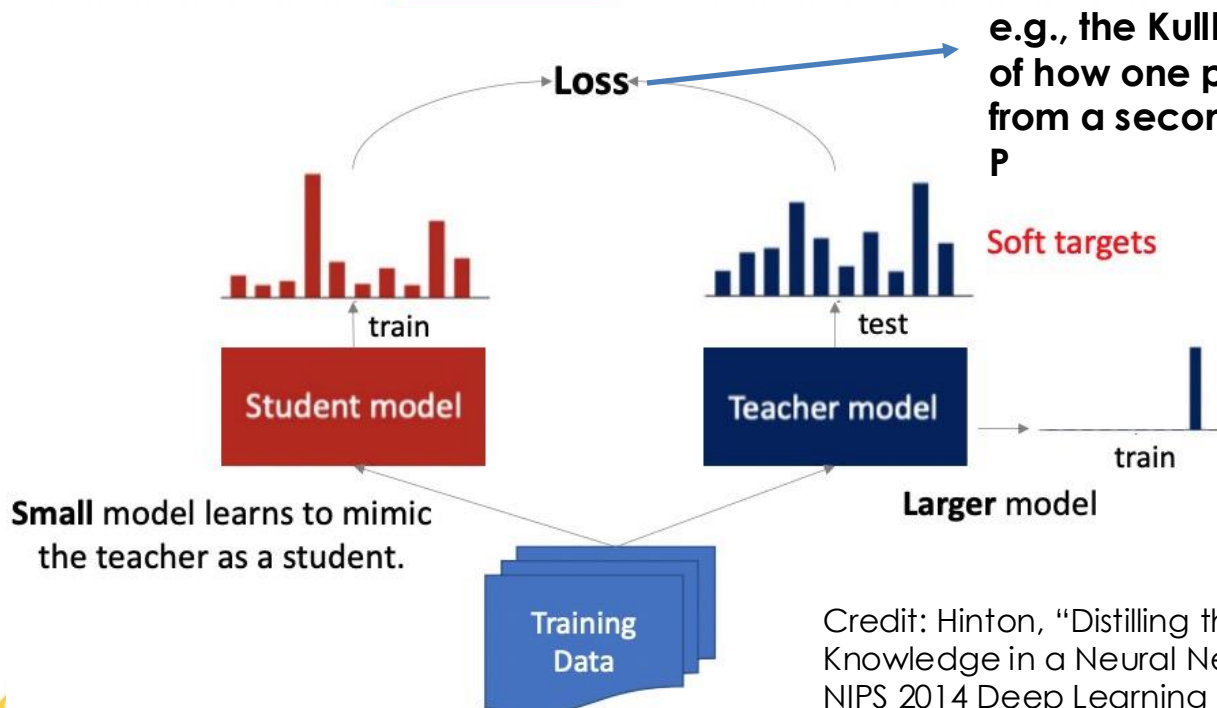 e.g., the Kull
of how one p
from a secon
P
Loss
Soft targets
train
test
Student model
Teacher model
train
Small model learns to mimic
the teacher as a student.
Larger model
Training
Data
Credit: Hinton, “Distilling th
Knowledge in a Neural Ne
NIPS 2014 Deep Learning